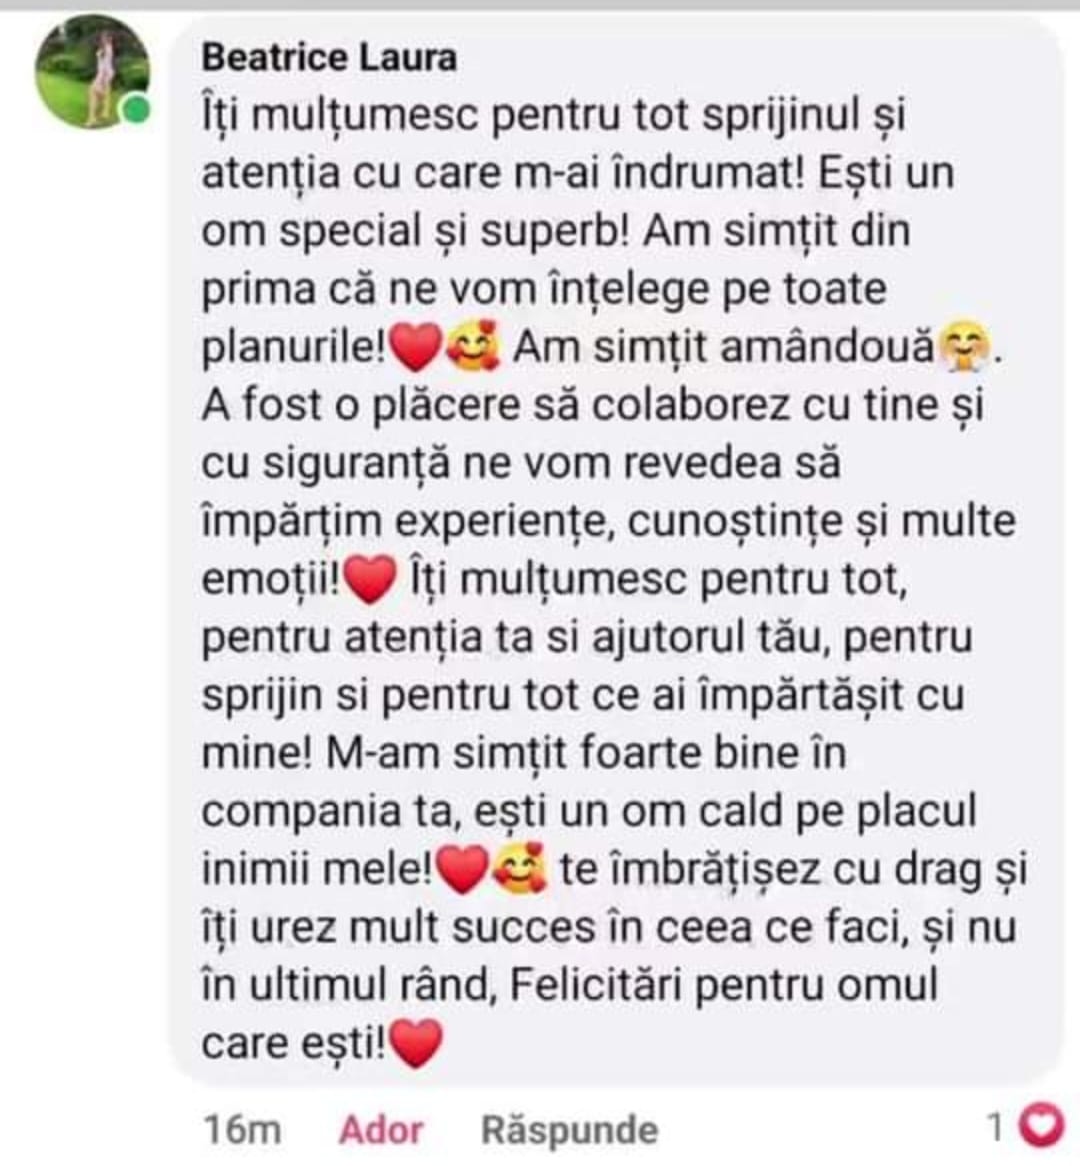 Beatrice Laura
Îți mulțumesc pentru tot sprijinul și
atenția cu care m-ai îndrumat! Ești un
om special și superb! Am simțit din
prima că ne vom înțelege pe toate
planurile!❤️🥰 Am simțit amândouă🤗.
A fost o plăcere să colaborez cu tine și
cu siguranță ne vom revedea să
împărțim experiențe, cunoștințe și multe
emoții!❤️ Îți mulțumesc pentru tot,
pentru atenția ta si ajutorul tău, pentru
sprijin si pentru tot ce ai împărtășit cu
mine! M-am simțit foarte bine în
compania ta, ești un om cald pe placul
inimii mele!❤️🥰 te îmbrățișez cu drag și
îți urez mult succes în ceea ce faci, și nu
în ultimul rând, Felicitări pentru omul
care ești!❤️
16m Ador Răspunde 1